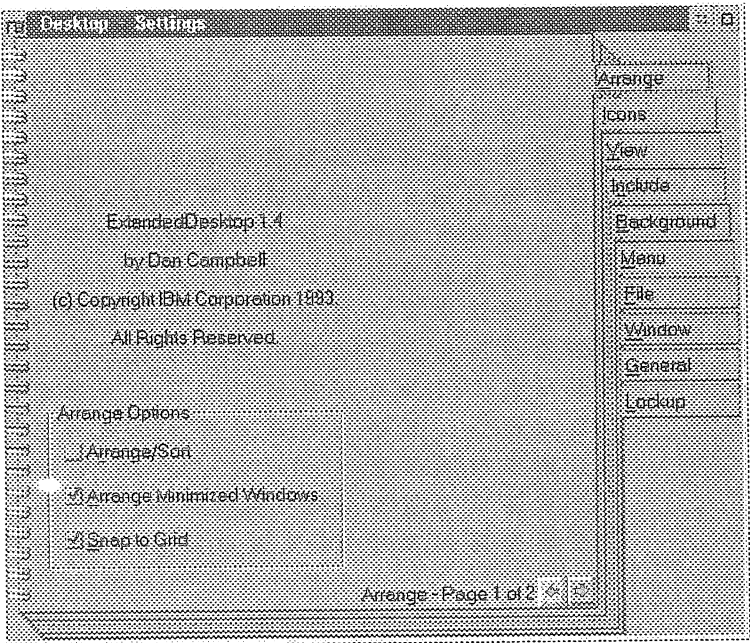 Desktop - Settings
Arrange
Icons
View
Include
Background
Menu
File
Window
General
Lockup
ExtendedDesktop 1.4
by Dan Campbell
(c) Copyright IBM Corporation 1993.
All Rights Reserved.
Arrange Options
Arrange/Sort
Arrange Minimized Windows
Snap to Grid
Arrange - Page 1 of 2